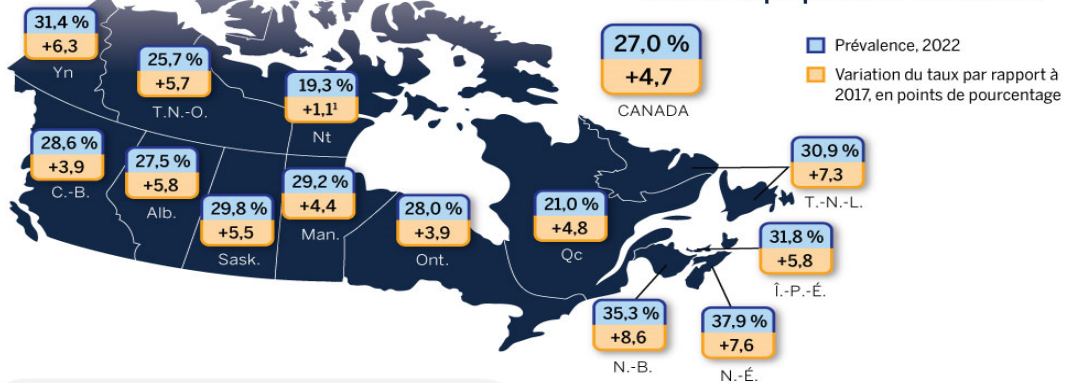 31,4 %
+6,3
Yn
25,7 %
+5,7
T.N.-O.
19,3 %
+1,1¹
Nt
27,0 %
+4,7
CANADA
Prévalence, 2022
Variation du taux par rapport à
2017, en points de pourcentage
28,6 %
+3,9
C.-B.
27,5 %
+5,8
Alb.
29,8 %
+5,5
Sask.
29,2 %
+4,4
Man.
28,0 %
+3,9
Ont.
21,0 %
+4,8
Qc
30,9 %
+7,3
T.-N.-L.
31,8 %
+5,8
Î.-P.-É.
35,3 %
+8,6
N.-B.
37,9 %
+7,6
N.-É.